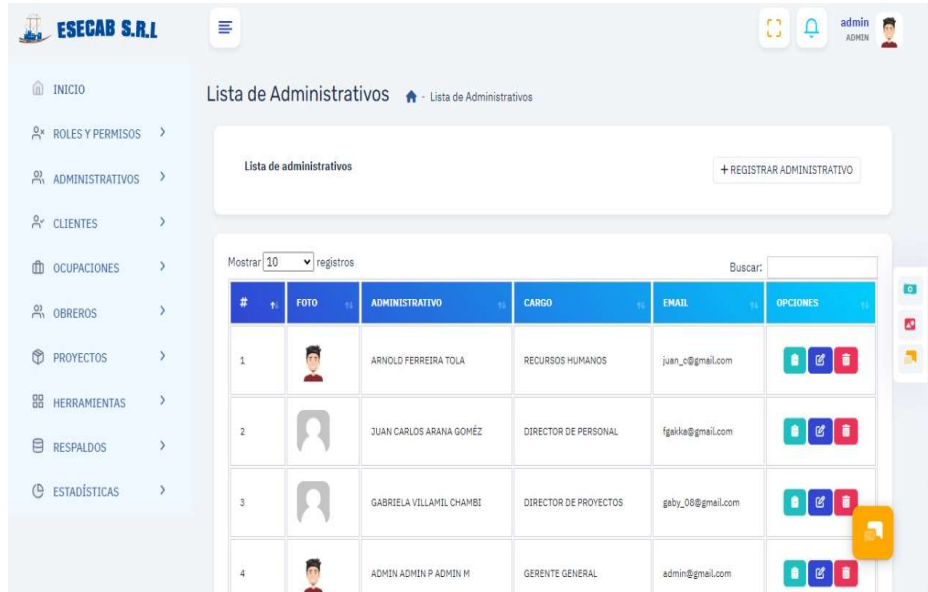 ESECAB S.R.L
admin
ADMIN
INICIO
ROLES Y PERMISOS
ADMINISTRATIVOS
CLIENTES
OCUPACIONES
OBREROS
PROYECTOS
HERRAMIENTAS
RESPALDOS
ESTADÍSTICAS
Lista de Administrativos - Lista de Administrativos
Lista de administrativos
+ REGISTRAR ADMINISTRATIVO
Mostrar 10 registros
Buscar:
# FOTO ADMINISTRATIVO CARGO EMAIL OPCIONES
1 ARNOLD FERREIRA TOLA RECURSOS HUMANOS juan_c@gmail.com
2 JUAN CARLOS ARANA GOMÉZ DIRECTOR DE PERSONAL fgakka@gmail.com
3 GABRIELA VILLAMIL CHAMBI DIRECTOR DE PROYECTOS gaby_08@gmail.com
4 ADMIN ADMIN P ADMIN M GERENTE GENERAL admin@gmail.com